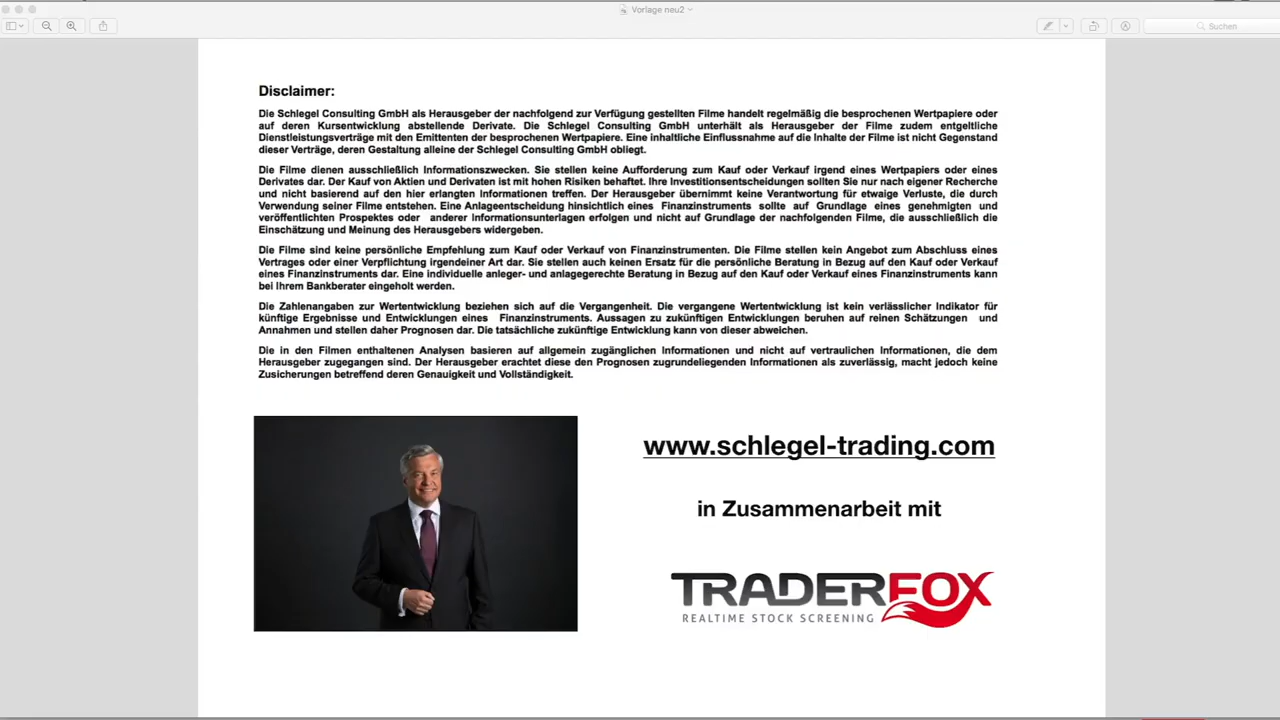 Vorlage neu2
Suchen
Disclaimer:
Die Schlegel Consulting GmbH als Herausgeber der nachfolgend zur Verfügung gestellten Filme handelt regelmäßig die besprochenen Wertpapiere oder
auf deren Kursentwicklung abstellende Derivate. Die Schlegel Consulting GmbH unterhält als Herausgeber der Filme zudem entgeltliche
Dienstleistungsverträge mit den Emittenten der besprochenen Wertpapiere. Eine inhaltliche Einflussnahme auf die Inhalte der Filme ist nicht Gegenstand
dieser Verträge, deren Gestaltung alleine der Schlegel Consulting GmbH obliegt.
Die Filme dienen ausschließlich Informationszwecken. Sie stellen keine Aufforderung zum Kauf oder Verkauf irgend eines Wertpapiers oder eines
Derivates dar. Der Kauf von Aktien und Derivaten ist mit hohen Risiken behaftet. Ihre Investitionsentscheidungen sollten Sie nur nach eigener Recherche
und nicht basierend auf den hier erlangten Informationen treffen. Der Herausgeber übernimmt keine Verantwortung für etwaige Verluste, die durch
Verwendung seiner Filme entstehen. Eine Anlageentscheidung hinsichtlich eines Finanzinstruments sollte auf Grundlage eines genehmigten und
veröffentlichten Prospektes oder anderer Informationsunterlagen erfolgen und nicht auf Grundlage der nachfolgenden Filme, die ausschließlich die
Einschätzung und Meinung des Herausgebers widergeben.
Die Filme sind keine persönliche Empfehlung zum Kauf oder Verkauf von Finanzinstrumenten. Die Filme stellen kein Angebot zum Abschluss eines
Vertrages oder einer Verpflichtung irgendeiner Art dar. Sie stellen auch keinen Ersatz für die persönliche Beratung in Bezug auf den Kauf oder Verkauf
eines Finanzinstruments dar. Eine individuelle anleger- und anlagegerechte Beratung in Bezug auf den Kauf oder Verkauf eines Finanzinstruments kann
bei Ihrem Bankberater eingeholt werden.
Die Zahlenangaben zur Wertentwicklung beziehen sich auf die Vergangenheit. Die vergangene Wertentwicklung ist kein verlässlicher Indikator für
künftige Ergebnisse und Entwicklungen eines Finanzinstruments. Aussagen zu zukünftigen Entwicklungen beruhen auf reinen Schätzungen und
Annahmen und stellen daher Prognosen dar. Die tatsächliche zukünftige Entwicklung kann von dieser abweichen.
Die in den Filmen enthaltenen Analysen basieren auf allgemein zugänglichen Informationen und nicht auf vertraulichen Informationen, die dem
Herausgeber zugegangen sind. Der Herausgeber erachtet diese den Prognosen zugrundeliegenden Informationen als zuverlässig, macht jedoch keine
Zusicherungen betreffend deren Genauigkeit und Vollständigkeit.
www.schlegel-trading.com
in Zusammenarbeit mit
TRADERFOX
REALTIME STOCK SCREENING